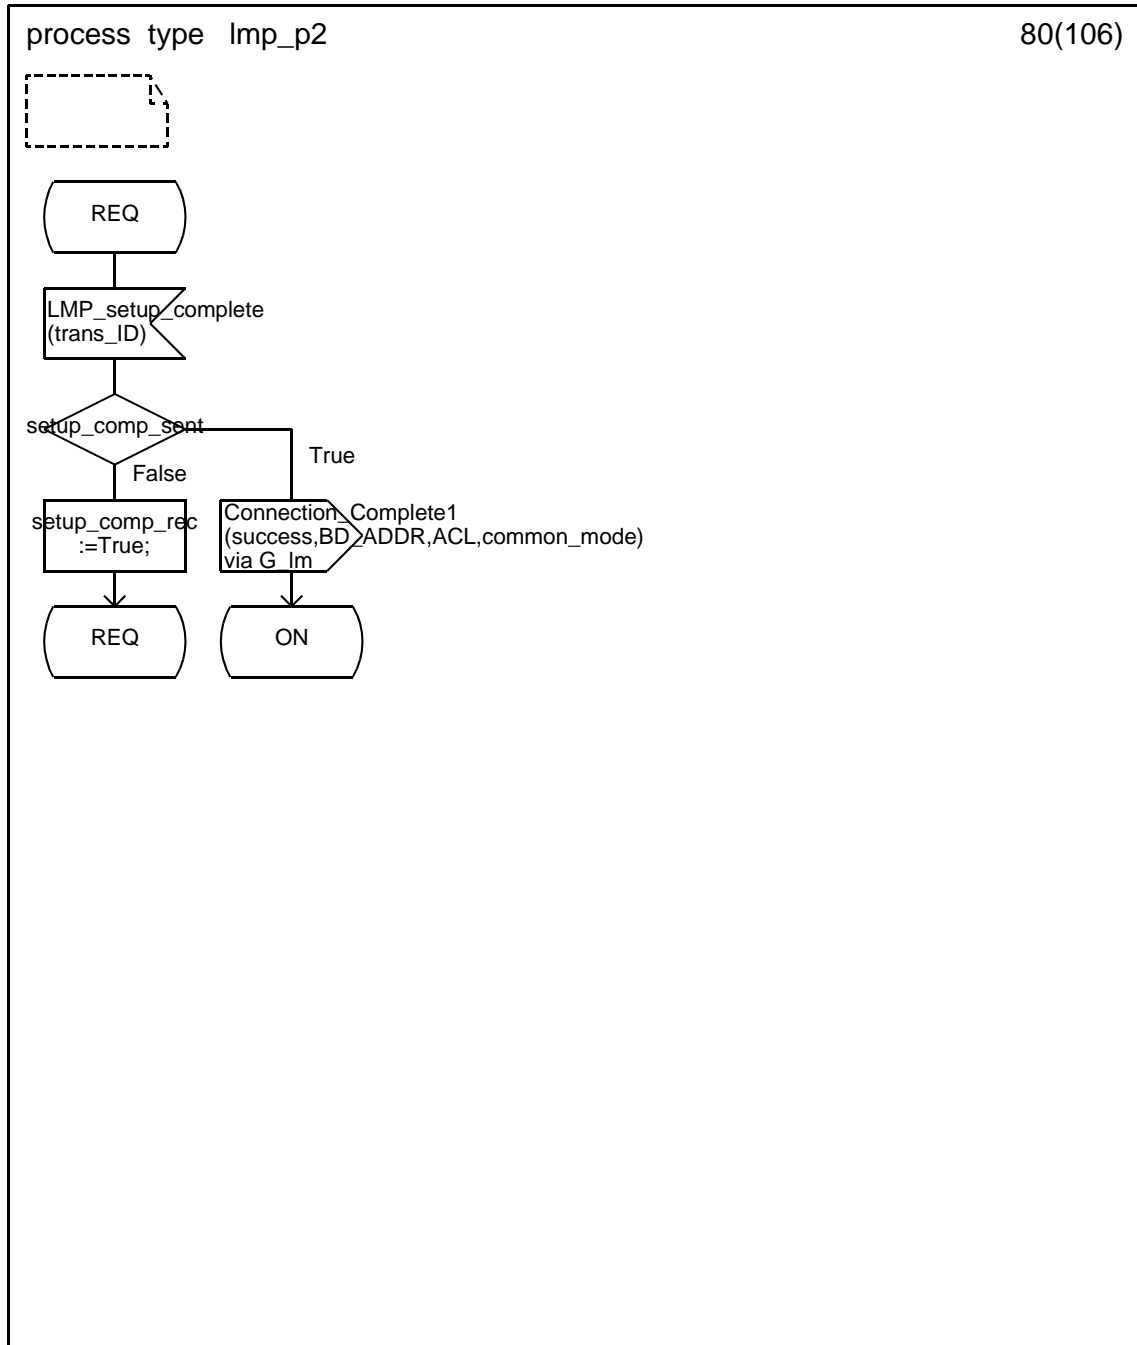 process type lmp_p2
80(106)
REQ
LMP_setup_complete
(trans_ID)
setup_comp_sent
True
False
setup_comp_rec
:=True;
Connection_Complete1
(success,BD_ADDR,ACL,common_mode)
via G_lm
REQ
ON